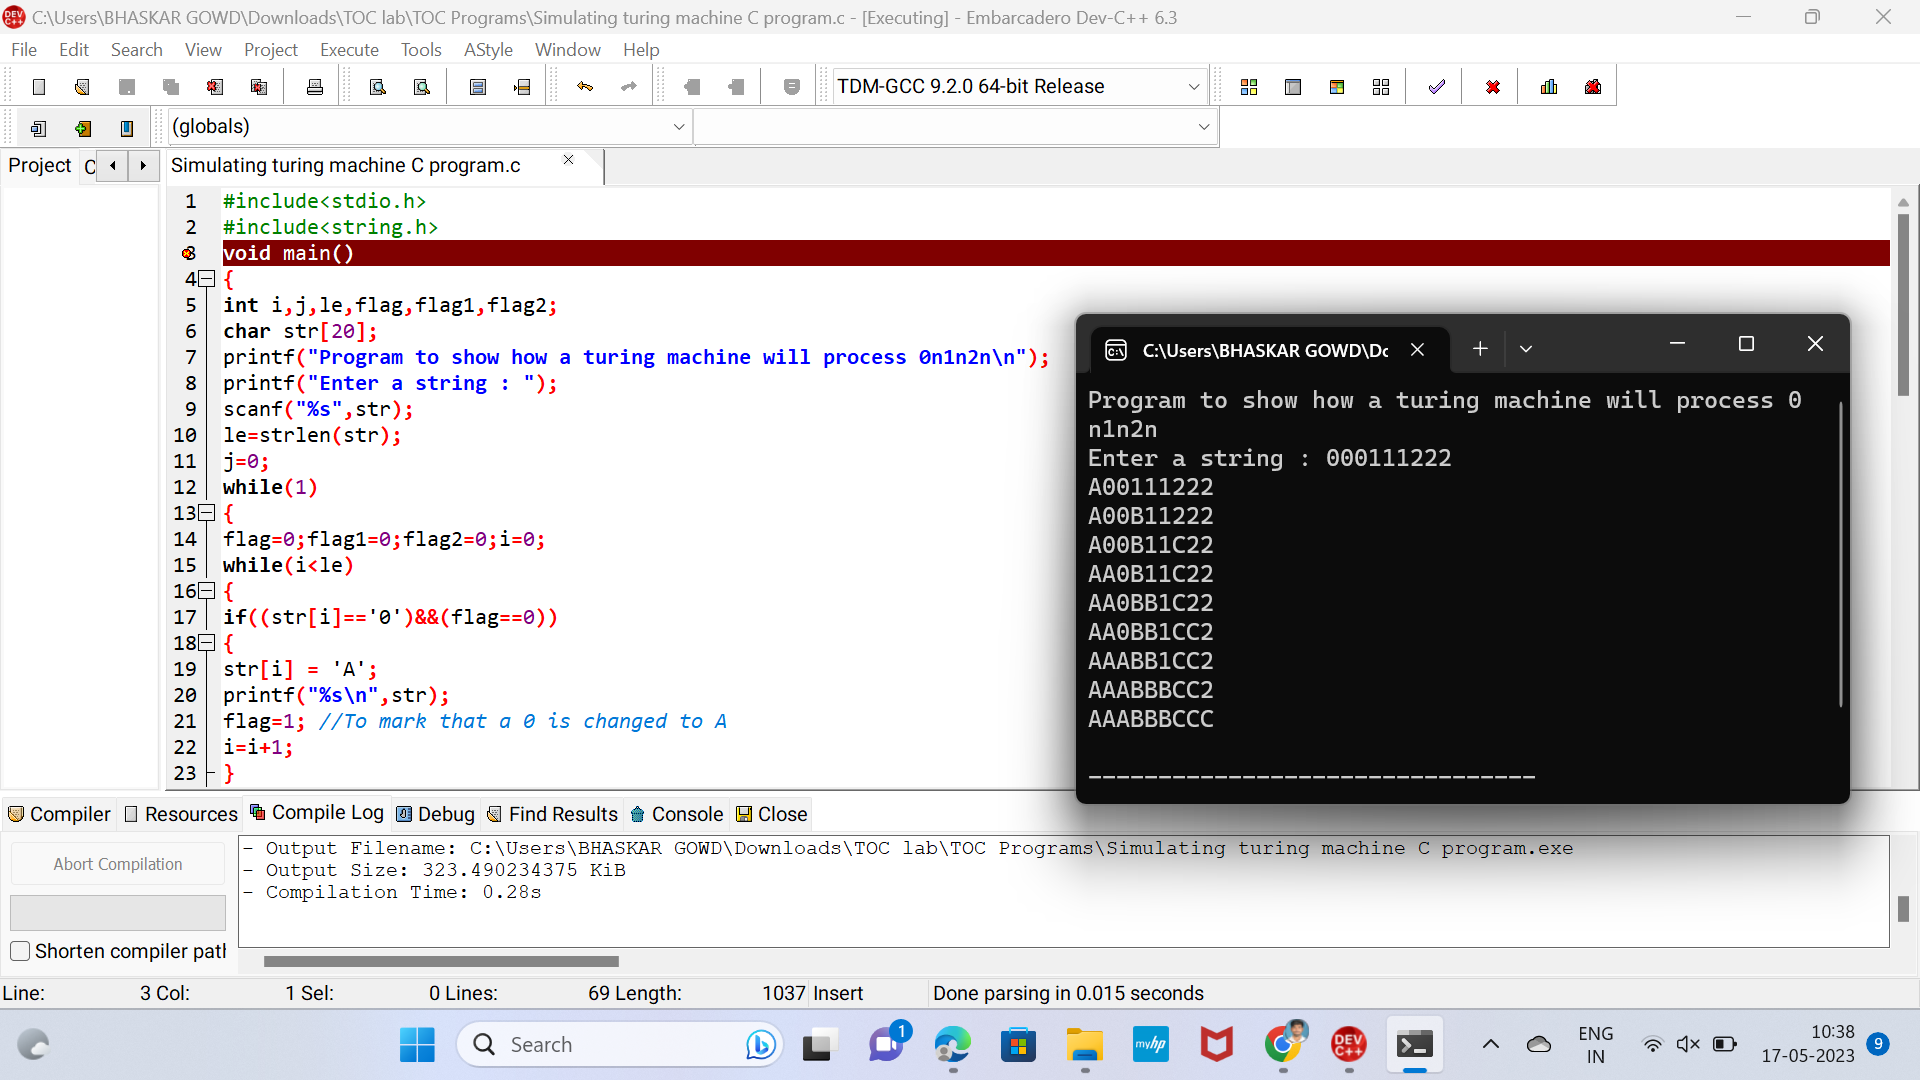 C:\Users\BHASKAR GOWD\Downloads\TOC lab\TOC Programs\Simulating turing machine C program.c - [Executing] - Embarcadero Dev-C++ 6.3
File Edit Search View Project Execute Tools AStyle Window Help
TDM-GCC 9.2.0 64-bit Release
(globals)
Project C Simulating turing machine C program.c
1 #include<stdio.h>
2 #include<string.h>
3 void main()
4 {
5 int i,j,le,flag,flag1,flag2;
6 char str[20];
7 printf("Program to show how a turing machine will process 0n1n2n\n");
8 printf("Enter a string : ");
9 scanf("%s",str);
10 le=strlen(str);
11 j=0;
12 while(1)
13 {
14 flag=0;flag1=0;flag2=0;i=0;
15 while(i<le)
16 {
17 if((str[i]=='0')&&(flag==0))
18 {
19 str[i] = 'A';
20 printf("%s\n",str);
21 flag=1; //To mark that a 0 is changed to A
22 i=i+1;
23 }
C:\Users\BHASKAR GOWD\Dc
Program to show how a turing machine will process 0
n1n2n
Enter a string : 000111222
A00111222
A00B11222
A00B11C22
AA0B11C22
AA0BB1C22
AA0BB1CC2
AAABB1CC2
AAABBBCC2
AAABBBCCC
--------------------------------
Compiler Resources Compile Log Debug Find Results Console Close
Abort Compilation
Shorten compiler path
- Output Filename: C:\Users\BHASKAR GOWD\Downloads\TOC lab\TOC Programs\Simulating turing machine C program.exe
- Output Size: 323.490234375 KiB
- Compilation Time: 0.28s
Line: 3 Col: 1 Sel: 0 Lines: 69 Length: 1037 Insert Done parsing in 0.015 seconds
Search
1
myhp
DEV C++
ENG
IN
10:38
17-05-2023
9